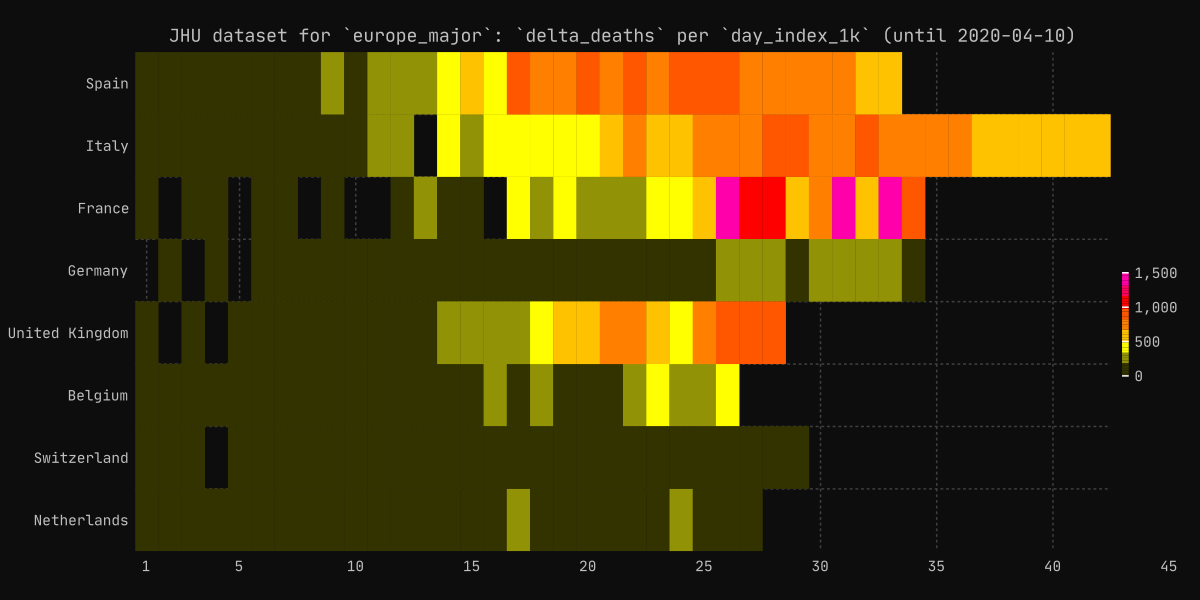 JHU dataset for `europe_major`: `delta_deaths` per `day_index_1k` (until 2020-04-10)
Spain
Italy
France
Germany
United Kingdom
Belgium
Switzerland
Netherlands
1,500
1,000
500
0
1 5 10 15 20 25 30 35 40 45